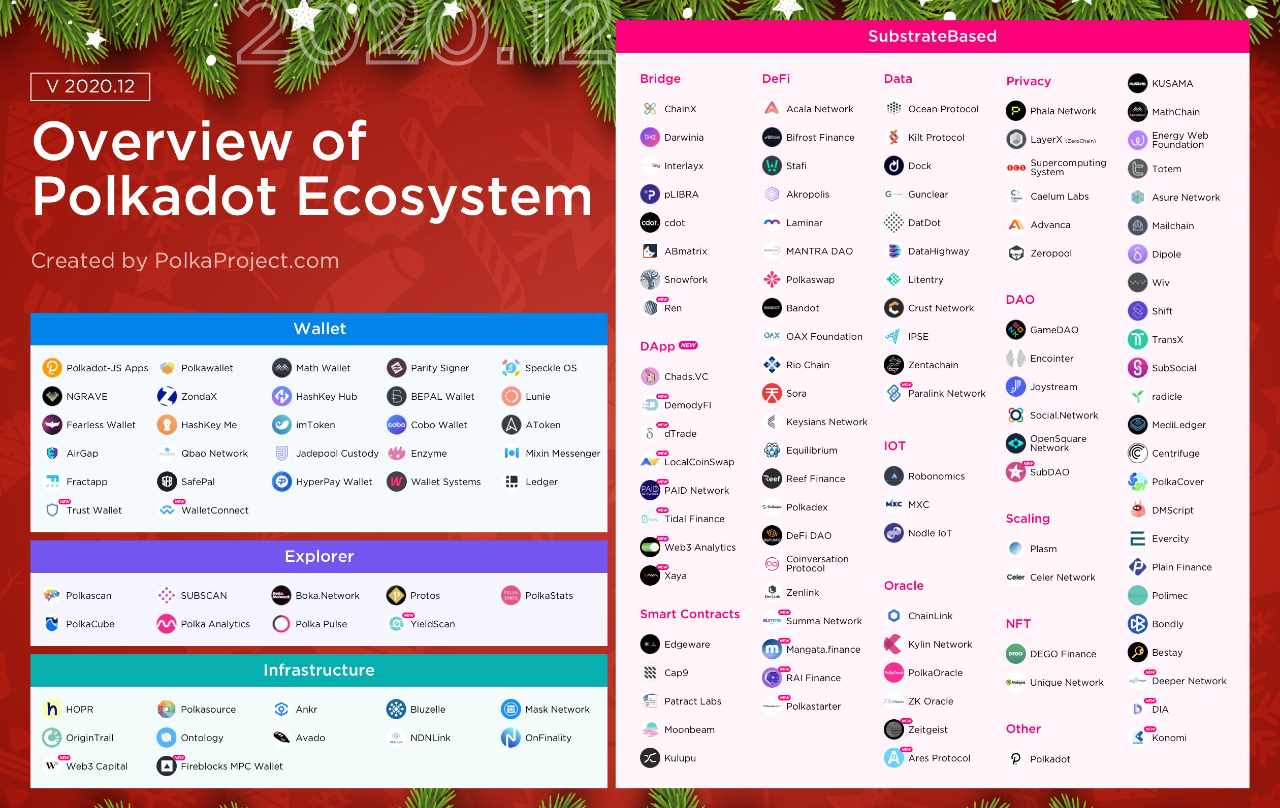 2020.12
V 2020.12
Overview of
Polkadot Ecosystem
Created by PolkaProject.com
Wallet
Polkadot-JS Apps
Polkawallet
Math Wallet
Parity Signer
Speckle OS
NGRAVE
ZondaX
HashKey Hub
BEPAL Wallet
Lunie
Fearless Wallet
HashKey Me
imToken
cobo
Cobo Wallet
AToken
AirGap
Qbao Network
Jadepool Custody
Enzyme
Mixin Messenger
Fractapp
SafePal
HyperPay Wallet
Wallet Systems
Ledger
NEW
Trust Wallet
NEW
WalletConnect
Explorer
Polkascan
SUBSCAN
Boka.Network
Protos
POLKA STATS
PolkaStats
PolkaCube
Polka Analytics
Polka Pulse
NEW
YieldScan
Infrastructure
HOPR
Polkasource
Ankr
Bluzelle
Mask Network
OriginTrail
Ontology
Avado
NDNLink
OnFinality
NEW
Web3 Capital
NEW
Fireblocks MPC Wallet
SubstrateBased
Bridge
ChainX
Darwinia
Interlayx
pLIBRA
cdot
cdot
ABmatrix
Snowfork
NEW
Ren
DApp NEW
Chads.VC
NEW
DemodyFI
NEW
dTrade
NEW
LocalCoinSwap
NEW
PAID Network
NEW
Tidal Finance
NEW
Web3 Analytics
NEW
Xaya
Smart Contracts
Edgeware
Cap9
Patract Labs
Moonbeam
Kulupu
DeFi
Acala Network
Bifrost Finance
Stafi
Akropolis
Laminar
MANTRA DAO
Polkaswap
BANDOT
Bandot
OAX
OAX Foundation
Rio Chain
Sora
Keysians Network
Equilibrium
Reef
Reef Finance
Polkadex
DeFi DAO
Coinversation
Protocol
Zenlink
NEW
Summa Network
NEW
Mangata.finance
NEW
RAI Finance
NEW
Polkastarter
Data
Ocean Protocol
Kilt Protocol
Dock
Gunclear
DatDot
DataHighway
Litentry
Crust Network
IPSE
Zentachain
NEW
Paralink Network
IOT
Robonomics
MXC
MXC
Nodle IoT
Oracle
ChainLink
Kylin Network
PolkaOracle
ZK Oracle
NEW
Zeitgeist
NEW
Ares Protocol
Privacy
Phala Network
LayerX (ZeroChain)
Supercomputing
System
Caelum Labs
Advanca
Zeropool
DAO
GameDAO
Encointer
Joystream
Social.Network
OpenSquare
Network
NEW
SubDAO
Scaling
Plasm
Celer
Celer Network
NFT
DEGO
DEGO Finance
Unique
Unique Network
Other
Polkadot
KUSAMA
MathChain
Energy Web
Foundation
Totem
Asure Network
Mailchain
Dipole
Wiv
Shift
TransX
SubSocial
radicle
MediLedger
Centrifuge
PolkaCover
DMScript
Evercity
Plain Finance
Polimec
Bondly
Bestay
NEW
Deeper Network
NEW
DIA
NEW
Konomi